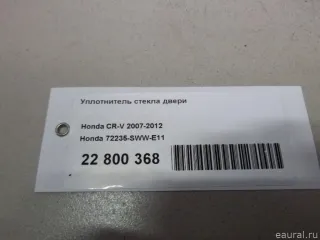 Уплотнитель стекла двери
Honda CR-V 2007-2012
Honda 72235-SWW-E11
22 800 368
eaural.ru